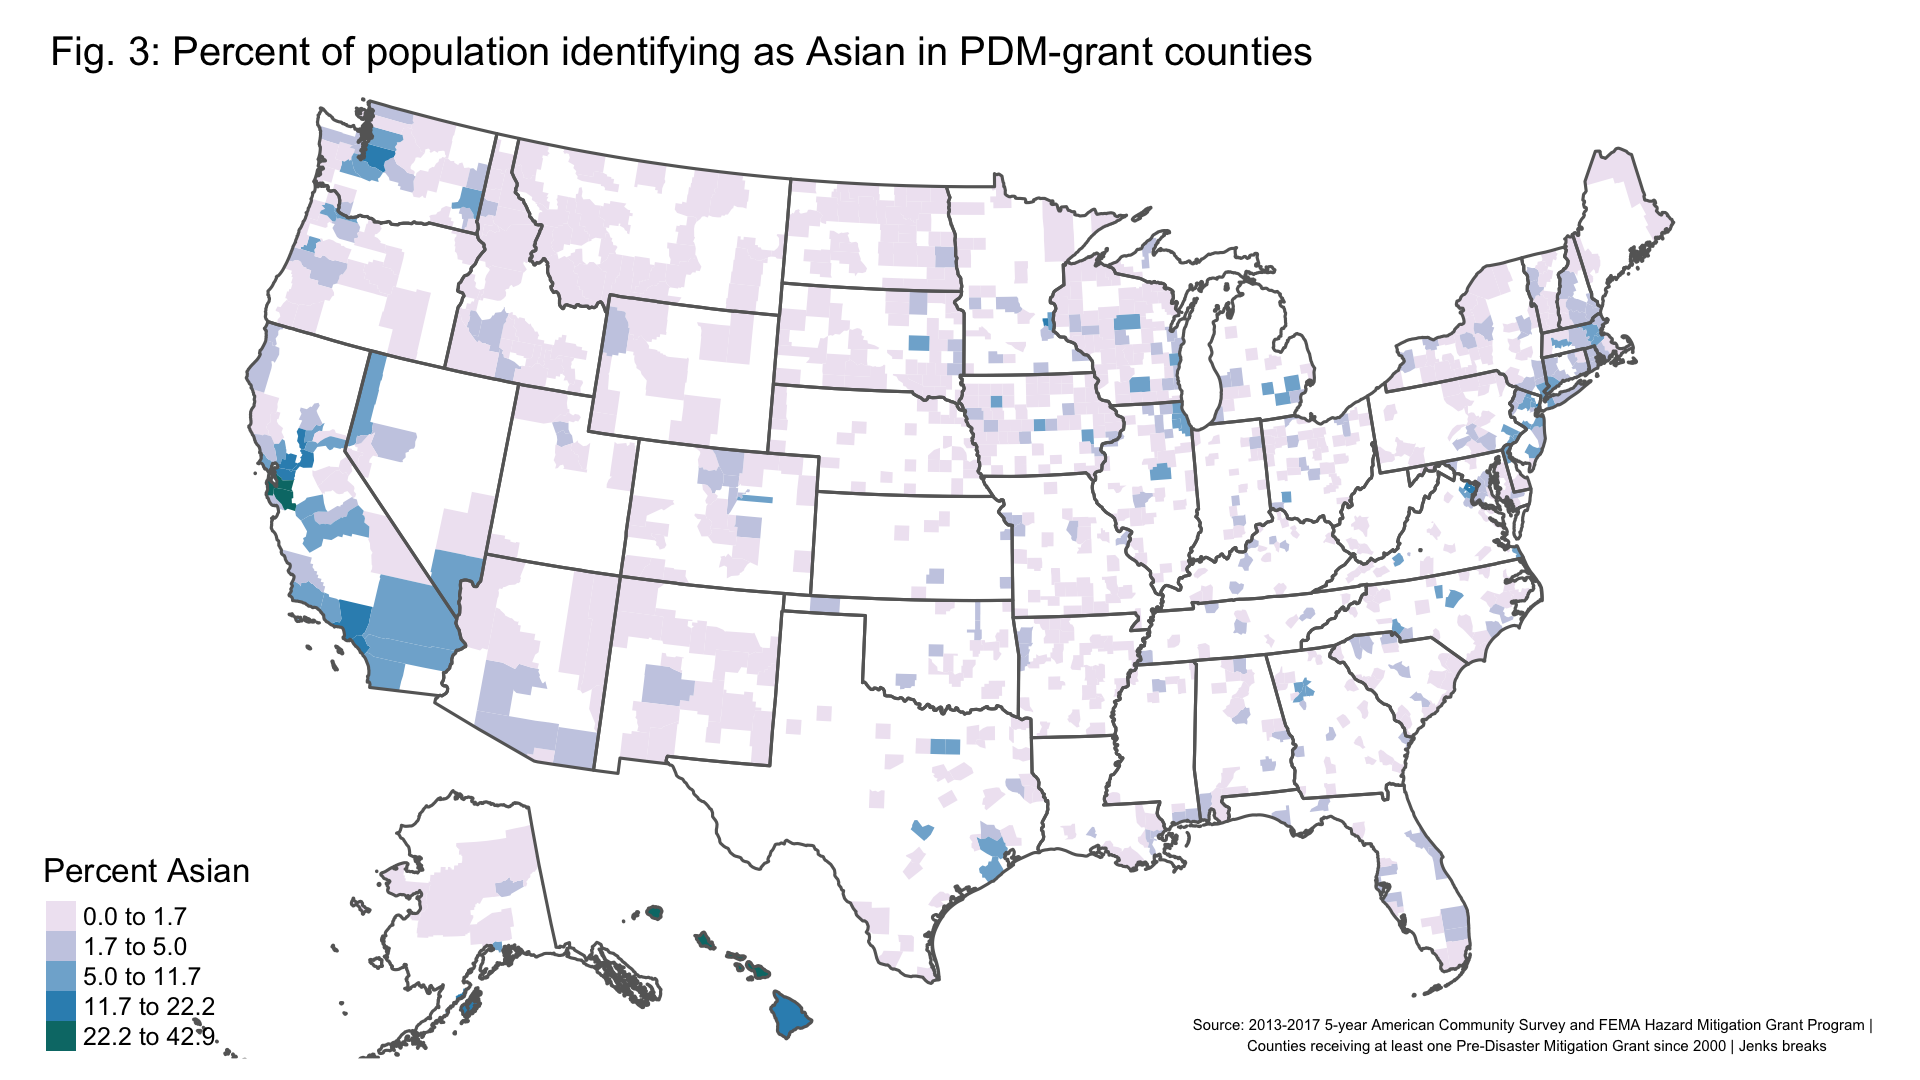 Fig. 3: Percent of population identifying as Asian in PDM-grant counties
Percent Asian
0.0 to 1.7
1.7 to 5.0
5.0 to 11.7
11.7 to 22.2
22.2 to 42.9
Source: 2013-2017 5-year American Community Survey and FEMA Hazard Mitigation Grant Program |
Counties receiving at least one Pre-Disaster Mitigation Grant since 2000 | Jenks breaks